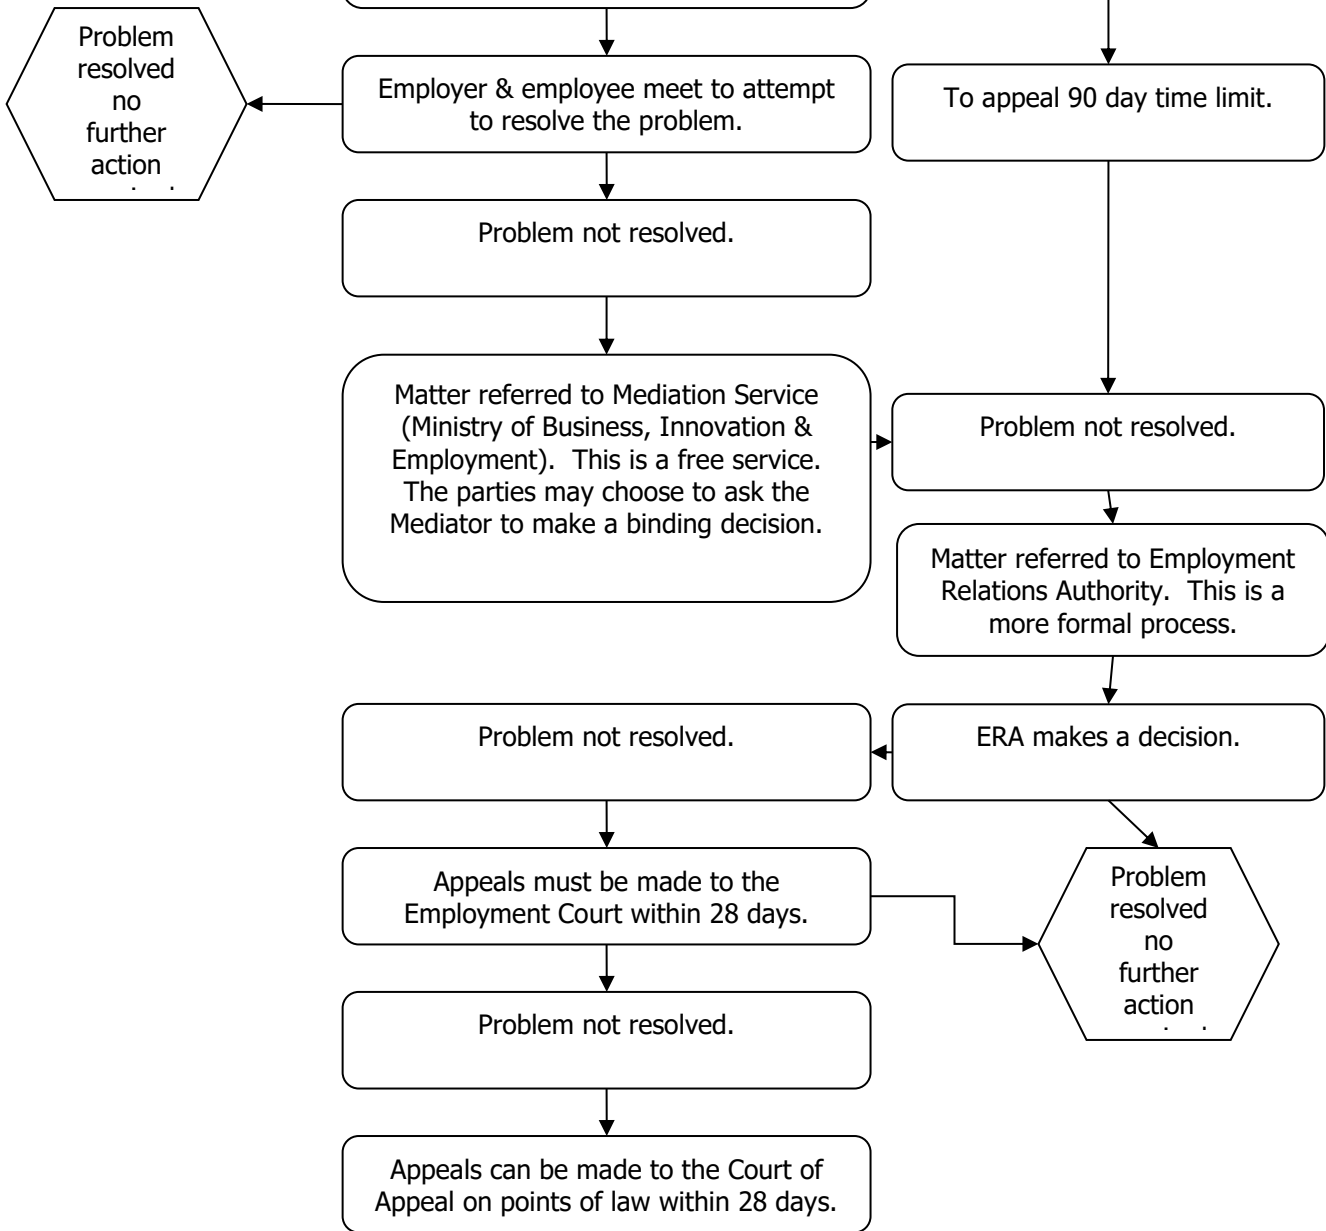 Problem
resolved
no
further
action
Employer & employee meet to attempt
to resolve the problem.
To appeal 90 day time limit.
Problem not resolved.
Matter referred to Mediation Service
(Ministry of Business, Innovation &
Employment).  This is a free service.
The parties may choose to ask the
Mediator to make a binding decision.
Problem not resolved.
Matter referred to Employment
Relations Authority.  This is a
more formal process.
ERA makes a decision.
Problem not resolved.
Appeals must be made to the
Employment Court within 28 days.
Problem
resolved
no
further
action
Problem not resolved.
Appeals can be made to the Court of
Appeal on points of law within 28 days.